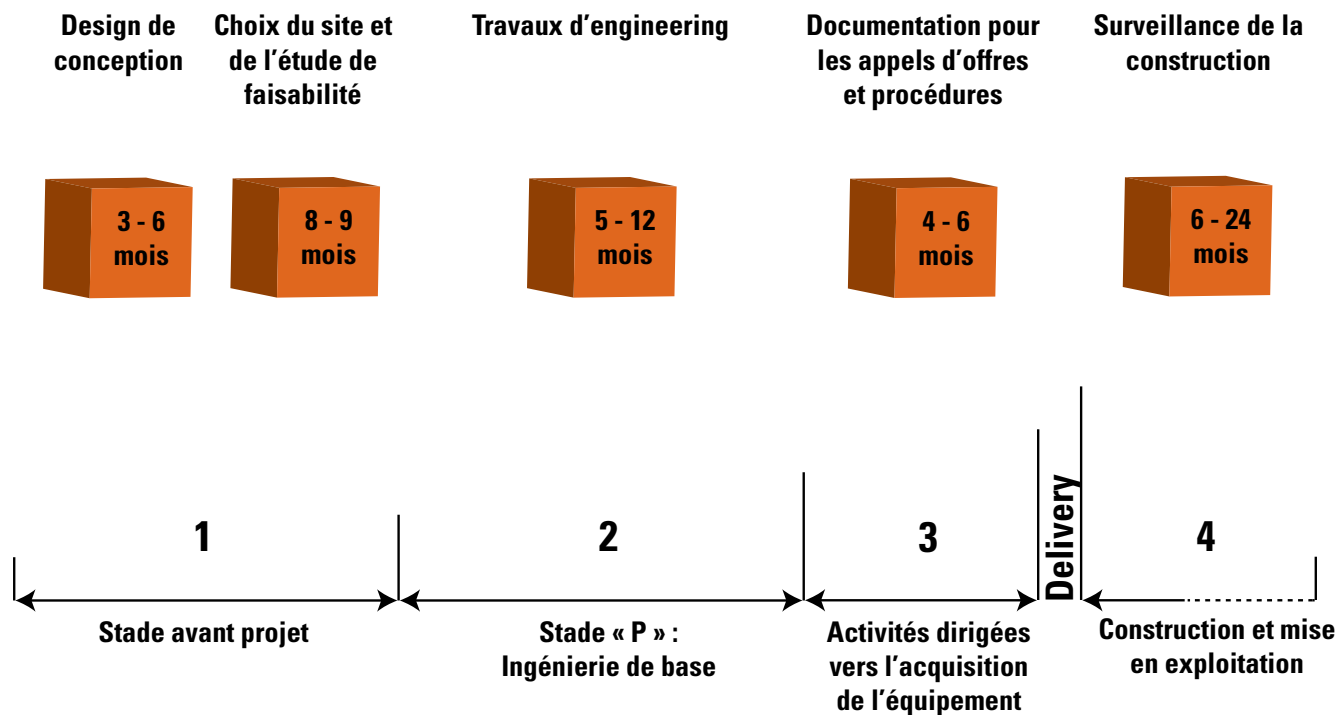 Design de
conception
Choix du site et
de l’étude de
faisabilité
Travaux d’engineering
Documentation pour
les appels d’offres
et procédures
Surveillance de la
construction
3 - 6
mois
8 - 9
mois
5 - 12
mois
4 - 6
mois
6 - 24
mois
1
2
3
Delivery
4
Stade avant projet
Stade « P » :
Ingénierie de base
Activités dirigées
vers l’acquisition
de l’équipement
Construction et mise
en exploitation